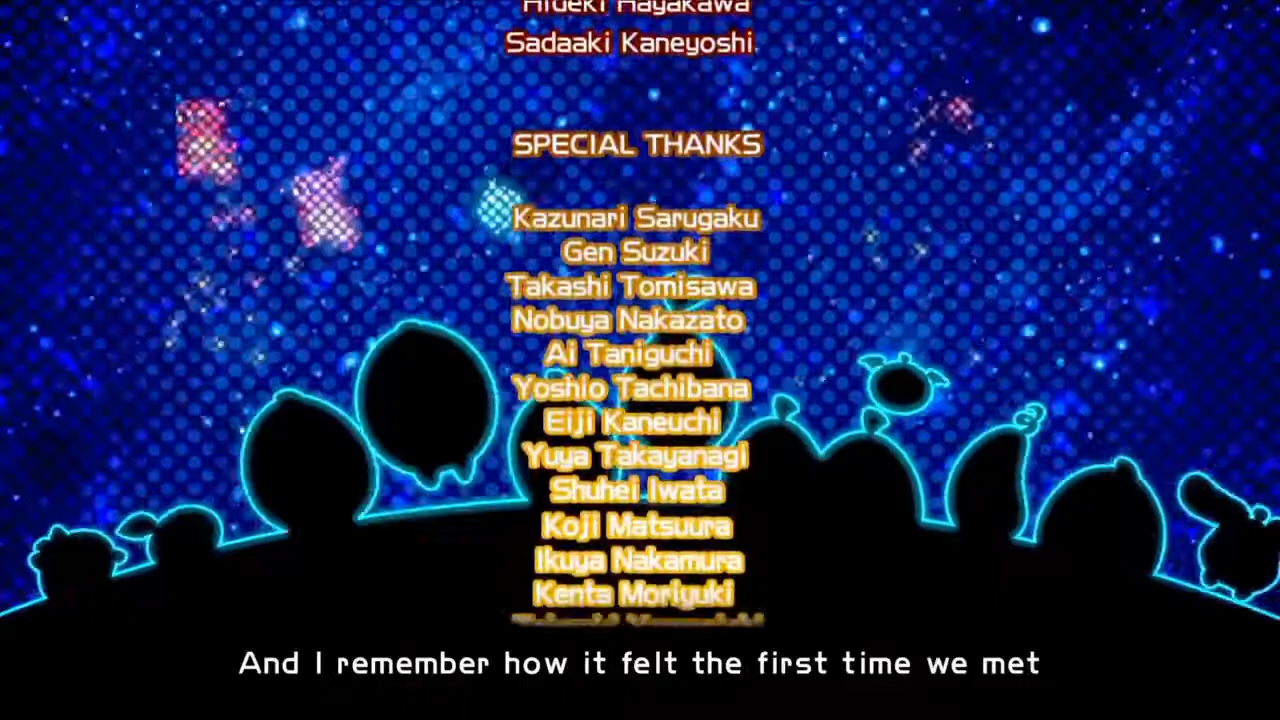 Hideki Hayakawa
Sadaaki Kaneyoshi
SPECIAL THANKS
Kazunari Sarugaku
Gen Suzuki
Takashi Tomisawa
Nobuya Nakazato
Ai Taniguchi
Yoshio Tachibana
Eiji Kaneuchi
Yuya Takayanagi
Shuhei Iwata
Koji Matsuura
Ikuya Nakamura
Kenta Moriyuki
And I remember how it felt the first time we met